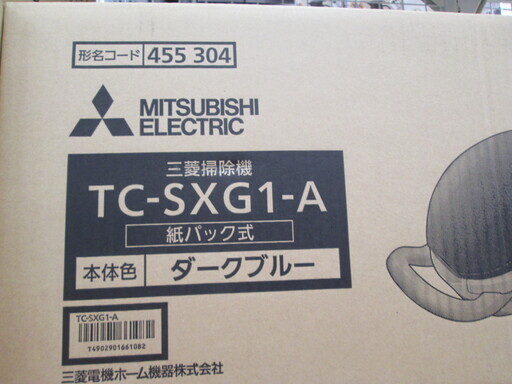 形名コード 455 304
MITSUBISHI
ELECTRIC
三菱掃除機
TC-SXG1-A
紙パック式
本体色 ダークブルー
TC-SXG1-A
T4902901661082
三菱電機ホーム機器株式会社